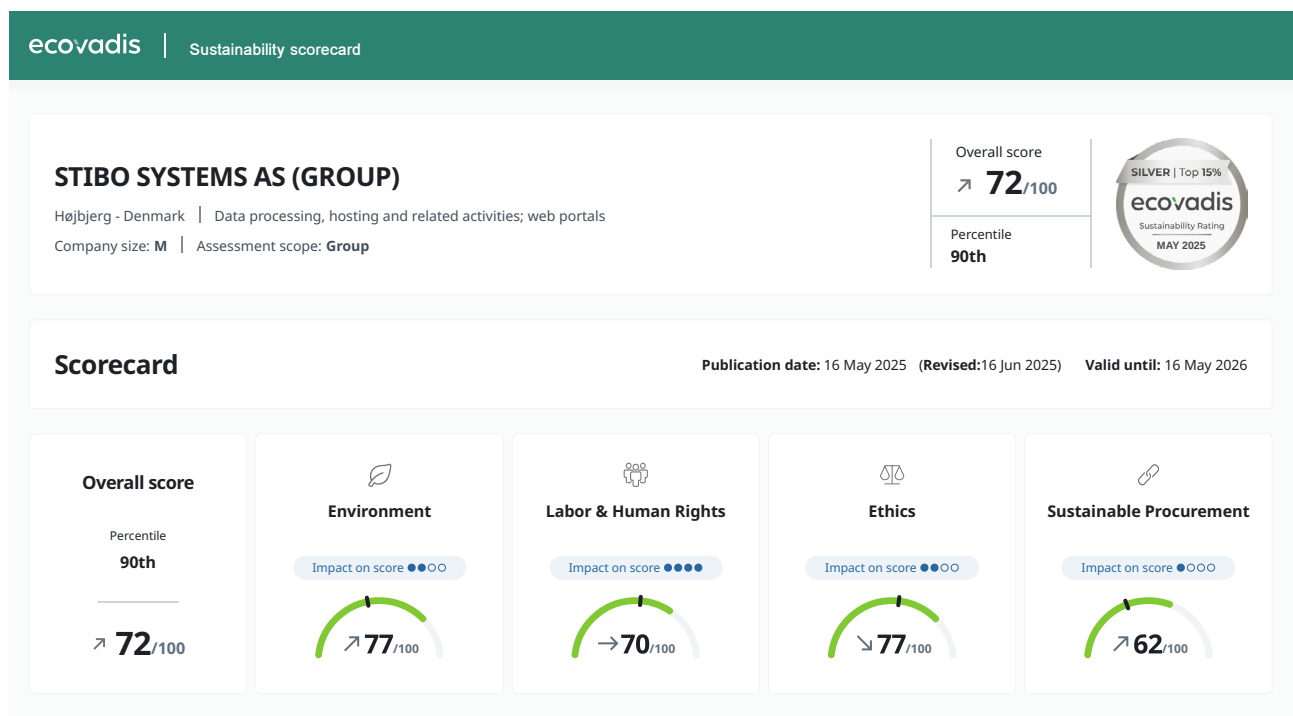 ecovadis
Sustainability scorecard
STIBO SYSTEMS AS (GROUP)
Højbjerg - Denmark
Data processing, hosting and related activities; web portals
Company size: M
Assessment scope: Group
Overall score
72/100
Percentile
90th
SILVER | Top 15%
ecovadis
Sustainability Rating
MAY 2025
Scorecard
Publication date: 16 May 2025 (Revised:16 Jun 2025) Valid until: 16 May 2026
Overall score
Percentile
90th
72/100
Environment
Impact on score
77/100
Labor & Human Rights
Impact on score
70/100
Ethics
Impact on score
77/100
Sustainable Procurement
Impact on score
62/100